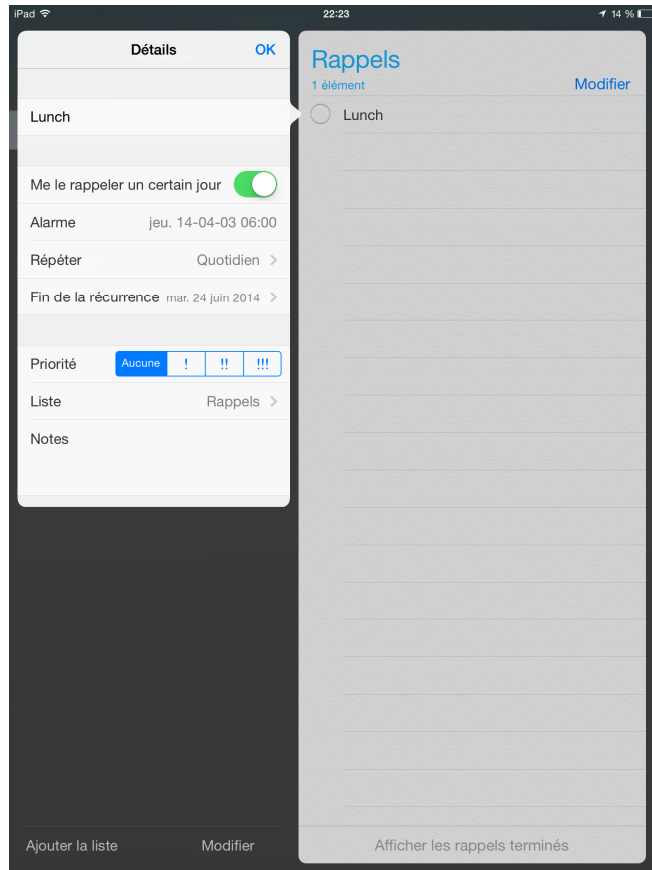 iPad 22:23 14 %
Détails OK
Lunch
Me le rappeler un certain jour
Alarme jeu. 14-04-03 06:00
Répéter Quotidien >
Fin de la récurrence mar. 24 juin 2014 >
Priorité Aucune ! !! !!!
Liste Rappels >
Notes
Rappels
1 élément Modifier
Lunch
Ajouter la liste Modifier
Afficher les rappels terminés